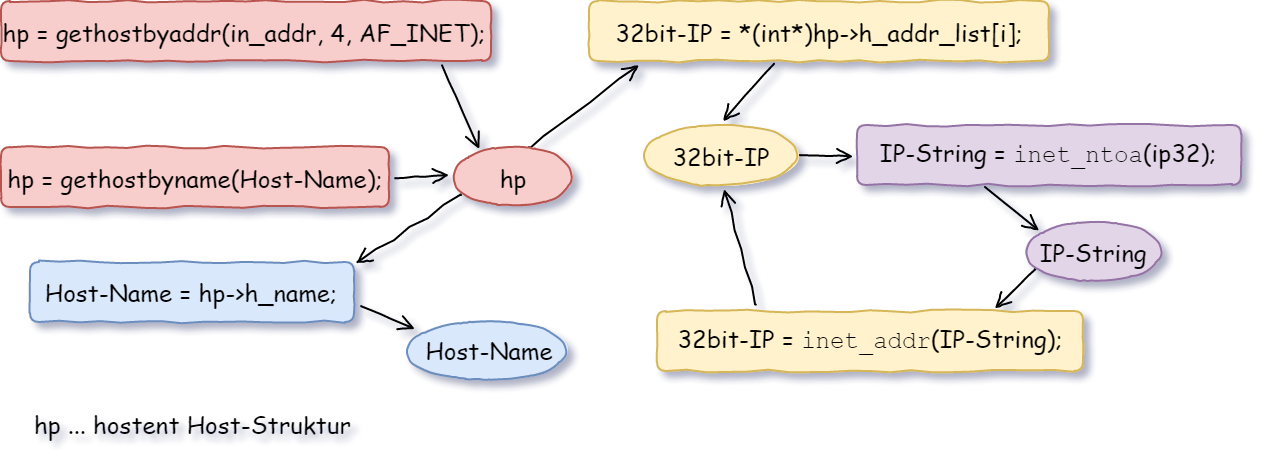 hp = gethostbyaddr(in_addr, 4, AF_INET);
32bit-IP = *(int*)hp->h_addr_list[i];
hp = gethostbyname(Host-Name);
hp
32bit-IP
IP-String = inet_ntoa(ip32);
IP-String
Host-Name = hp->h_name;
Host-Name
32bit-IP = inet_addr(IP-String);
hp ... hostent Host-Struktur